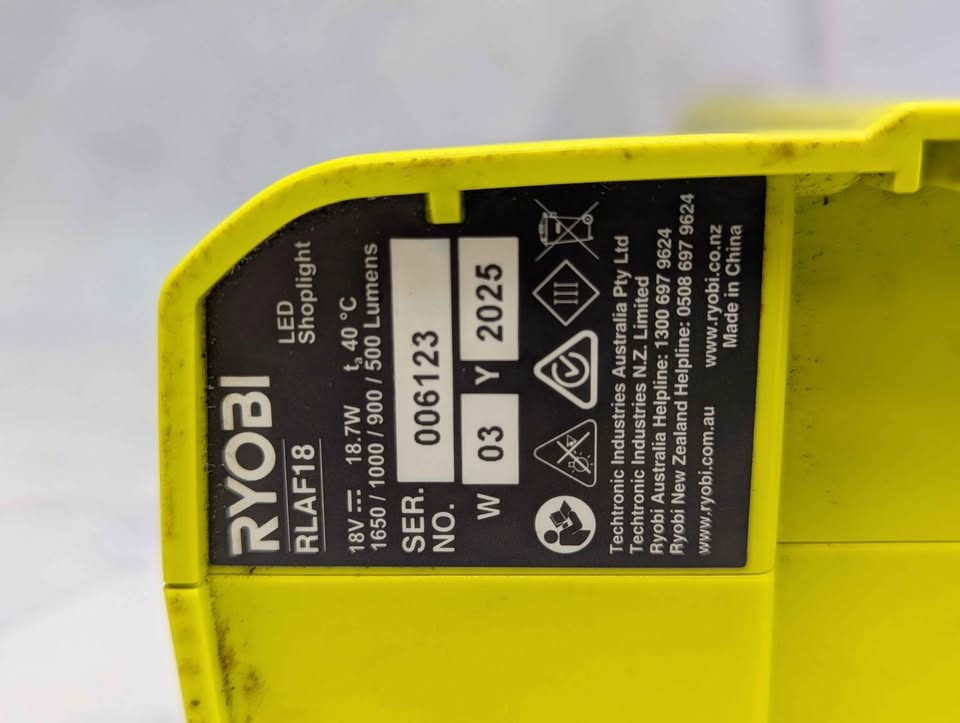 RYOBI
RLAF18
LED
Shoplight
18V 18.7W ta 40 °C
1650 / 1000 / 900 / 500 Lumens
SER. NO. 006123
W 03 Y 2025
III
Techtronic Industries Australia Pty Ltd
Techtronic Industries N.Z. Limited
Ryobi Australia Helpline: 1300 697 9624
Ryobi New Zealand Helpline: 0508 697 9624
www.ryobi.com.au www.ryobi.co.nz
Made in China